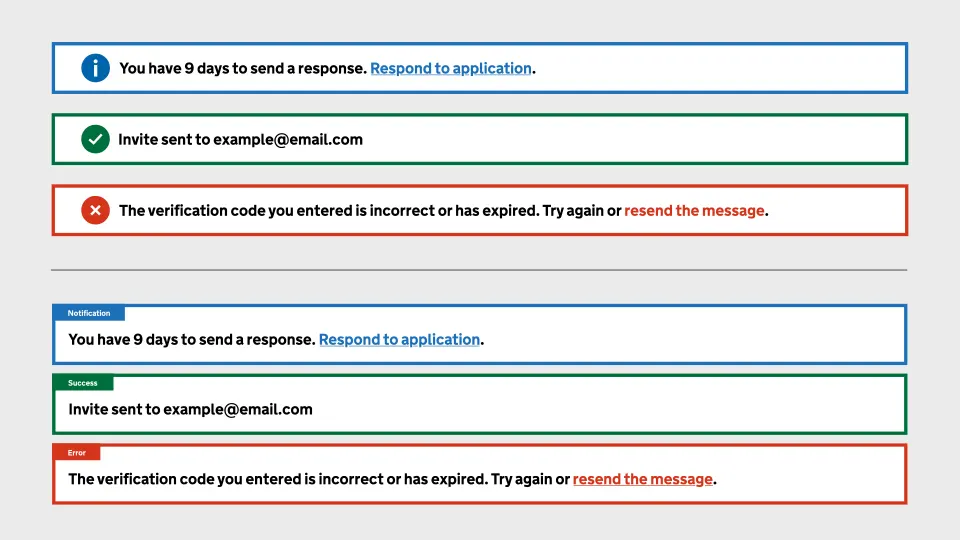 You have 9 days to send a response. Respond to application.
Invite sent to example@email.com
The verification code you entered is incorrect or has expired. Try again or resend the message.
Notification
You have 9 days to send a response. Respond to application.
Success
Invite sent to example@email.com
Error
The verification code you entered is incorrect or has expired. Try again or resend the message.